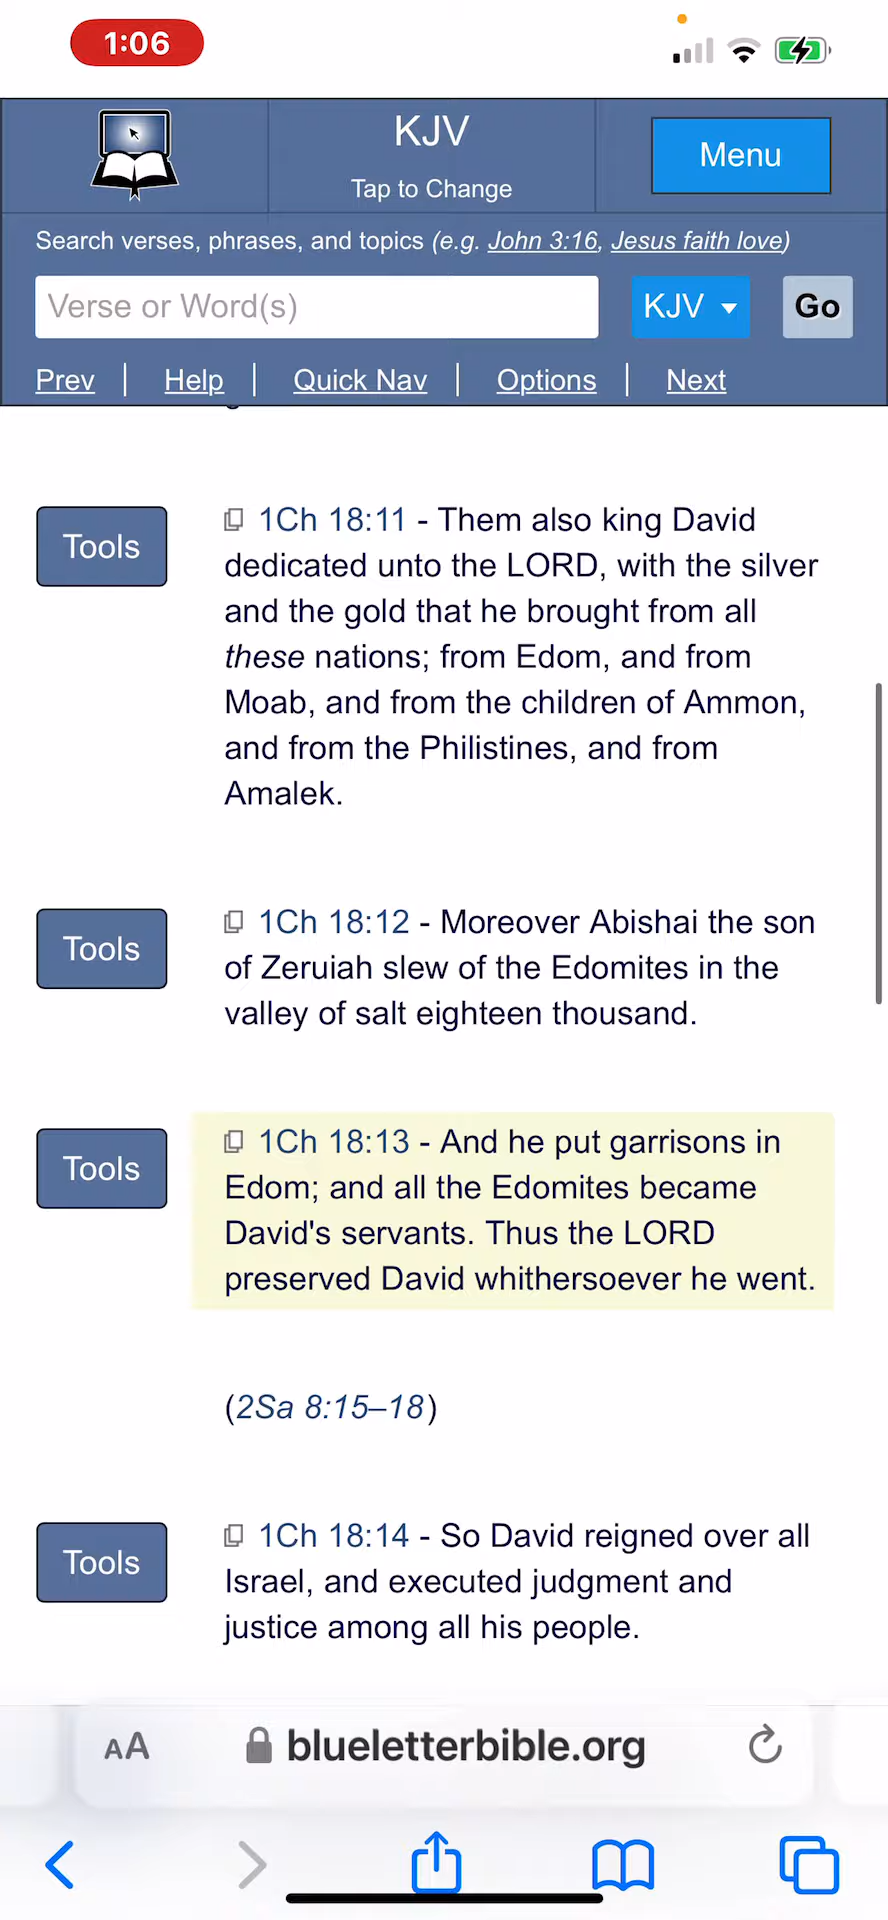 1:06
KJV
Tap to Change
Menu
Search verses, phrases, and topics (e.g. John 3:16, Jesus faith love)
Verse or Word(s)
KJV
Go
Prev | Help | Quick Nav | Options | Next
Tools
1Ch 18:11 - Them also king David
dedicated unto the LORD, with the silver
and the gold that he brought from all
these nations; from Edom, and from
Moab, and from the children of Ammon,
and from the Philistines, and from
Amalek.
Tools
1Ch 18:12 - Moreover Abishai the son
of Zeruiah slew of the Edomites in the
valley of salt eighteen thousand.
Tools
1Ch 18:13 - And he put garrisons in
Edom; and all the Edomites became
David's servants. Thus the LORD
preserved David whithersoever he went.
(2Sa 8:15–18)
Tools
1Ch 18:14 - So David reigned over all
Israel, and executed judgment and
justice among all his people.
AA
blueletterbible.org